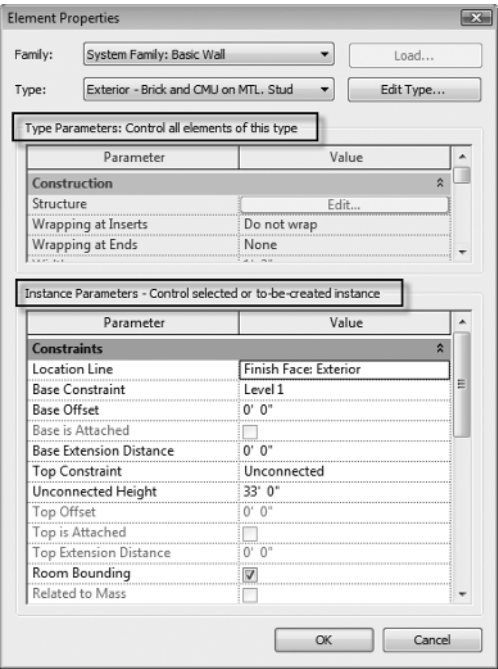 Element Properties
Family: System Family: Basic Wall Load...
Type: Exterior - Brick and CMU on MTL. Stud Edit Type...
Type Parameters: Control all elements of this type
Parameter Value
Construction
Structure Edit...
Wrapping at Inserts Do not wrap
Wrapping at Ends None
Instance Parameters - Control selected or to-be-created instance
Parameter Value
Constraints
Location Line Finish Face: Exterior
Base Constraint Level 1
Base Offset 0' 0"
Base is Attached
Base Extension Distance 0' 0"
Top Constraint Unconnected
Unconnected Height 33' 0"
Top Offset 0' 0"
Top is Attached
Top Extension Distance 0' 0"
Room Bounding
Related to Mass
OK Cancel